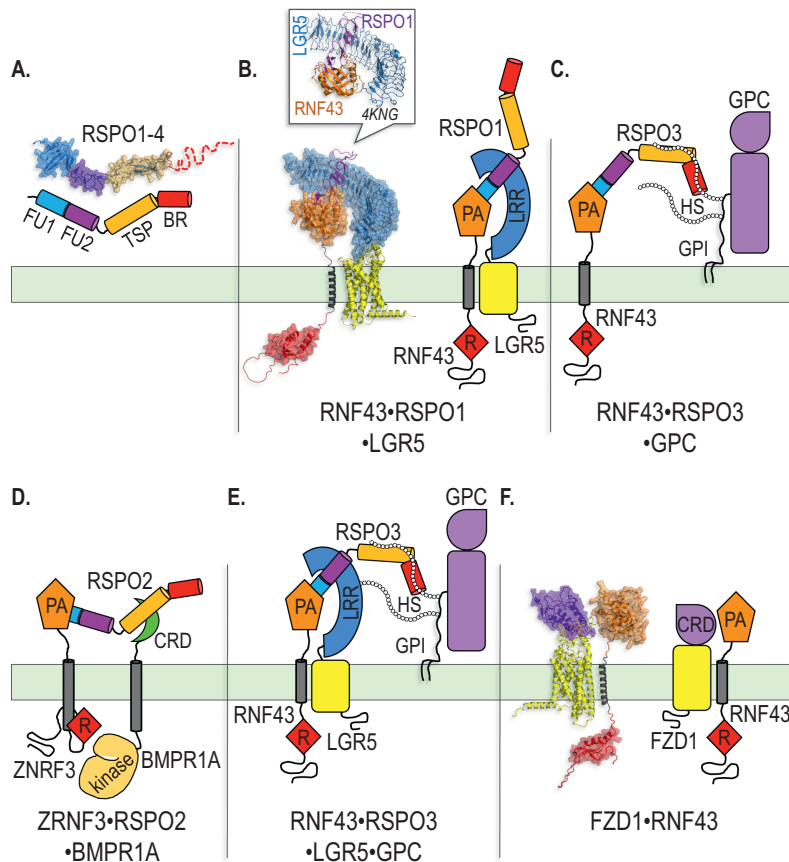 A.
RSPO1-4
FU1
FU2
TSP
BR
B.
LGR5
RSPO1
RNF43
4KNG
RSPO1
PA
LRR
R
RNF43
LGR5
RNF43•RSPO1
•LGR5
C.
GPC
RSPO3
PA
HS
GPI
RNF43
R
RNF43•RSPO3
•GPC
D.
RSPO2
PA
CRD
R
ZNRF3
kinase
BMPR1A
ZRNF3•RSPO2
•BMPR1A
E.
GPC
RSPO3
PA
LRR
HS
GPI
RNF43
R
LGR5
RNF43•RSPO3
•LGR5•GPC
F.
CRD
PA
RNF43
FZD1
R
FZD1•RNF43